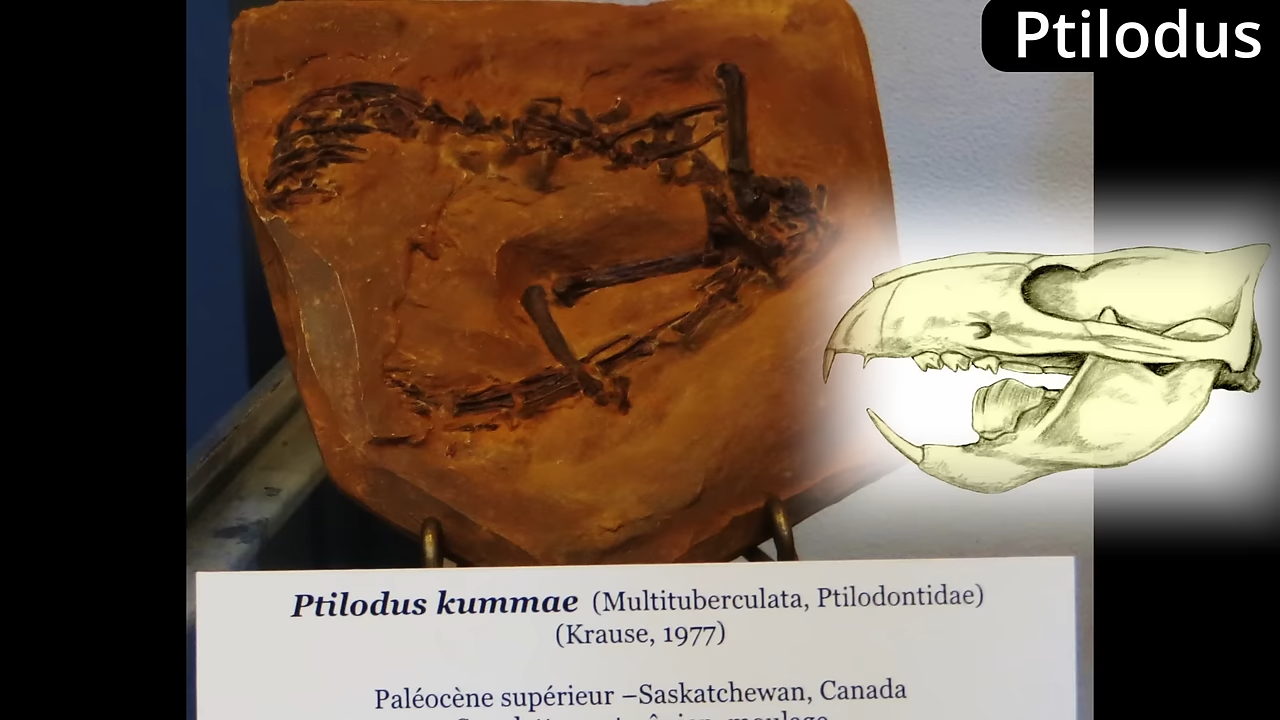 Ptilodus
Ptilodus kummae (Multituberculata, Ptilodontidae)
(Krause, 1977)
Paléocène supérieur –Saskatchewan, Canada